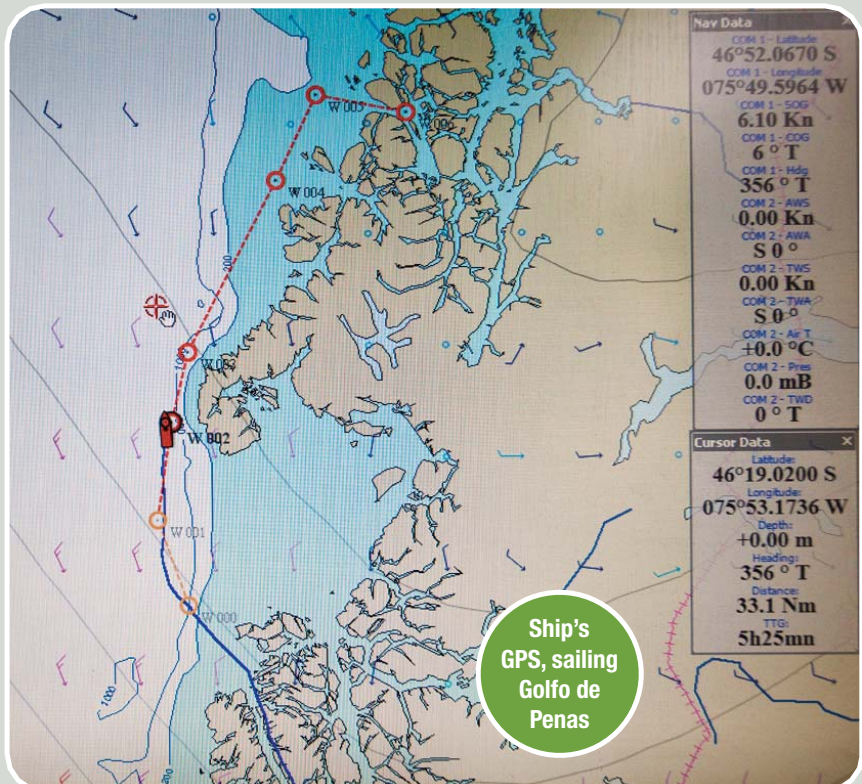 Nav Data
COM 1 - Latitude
46°52.0670 S
COM 1 - Longitude
075°49.5964 W
COM 1 - SOG
6.10 Kn
COM 1 - COG
6 ° T
COM 1 - Hdg
356 ° T
COM 2 - AWS
0.00 Kn
COM 2 - AWA
S 0 °
COM 2 - TWS
0.00 Kn
COM 2 - TWA
S 0 °
COM 2 - Air T
+0.0 °C
COM 2 - Pres
0.0 mB
COM 2 - TWD
0 ° T
Cursor Data
Latitude:
46°19.0200 S
Longitude:
075°53.1736 W
Depth:
+0.00 m
Heading:
356 ° T
Distance:
33.1 Nm
TTG:
5h25mn
W 005
W 006
W 004
200
W 003
W 002
W 001
W 000
1000
200
Ship's
GPS, sailing
Golfo de
Penas